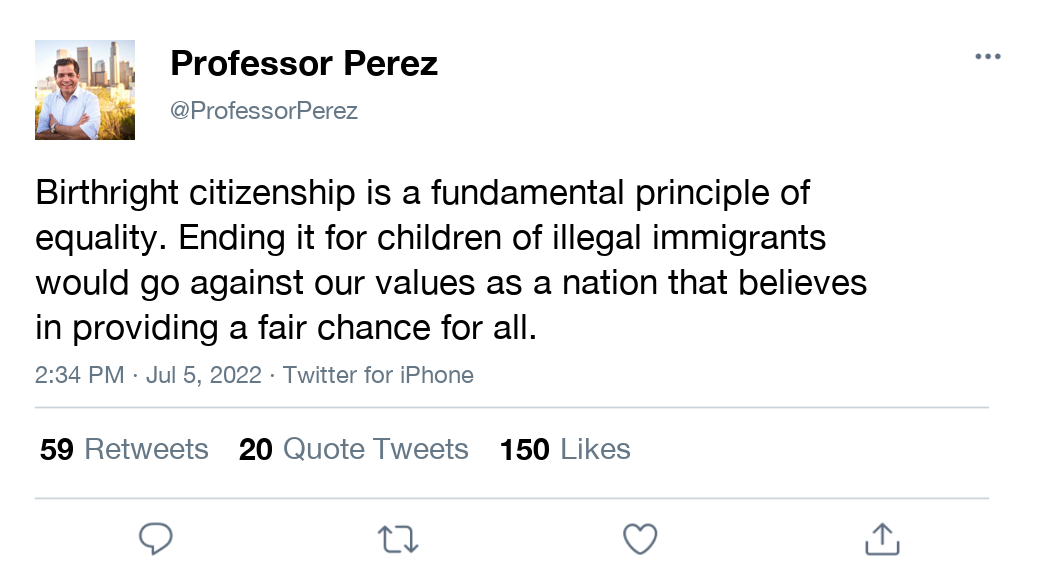 Professor Perez
@ProfessorPerez
Birthright citizenship is a fundamental principle of
equality. Ending it for children of illegal immigrants
would go against our values as a nation that believes
in providing a fair chance for all.
2:34 PM · Jul 5, 2022 · Twitter for iPhone
59 Retweets 20 Quote Tweets 150 Likes